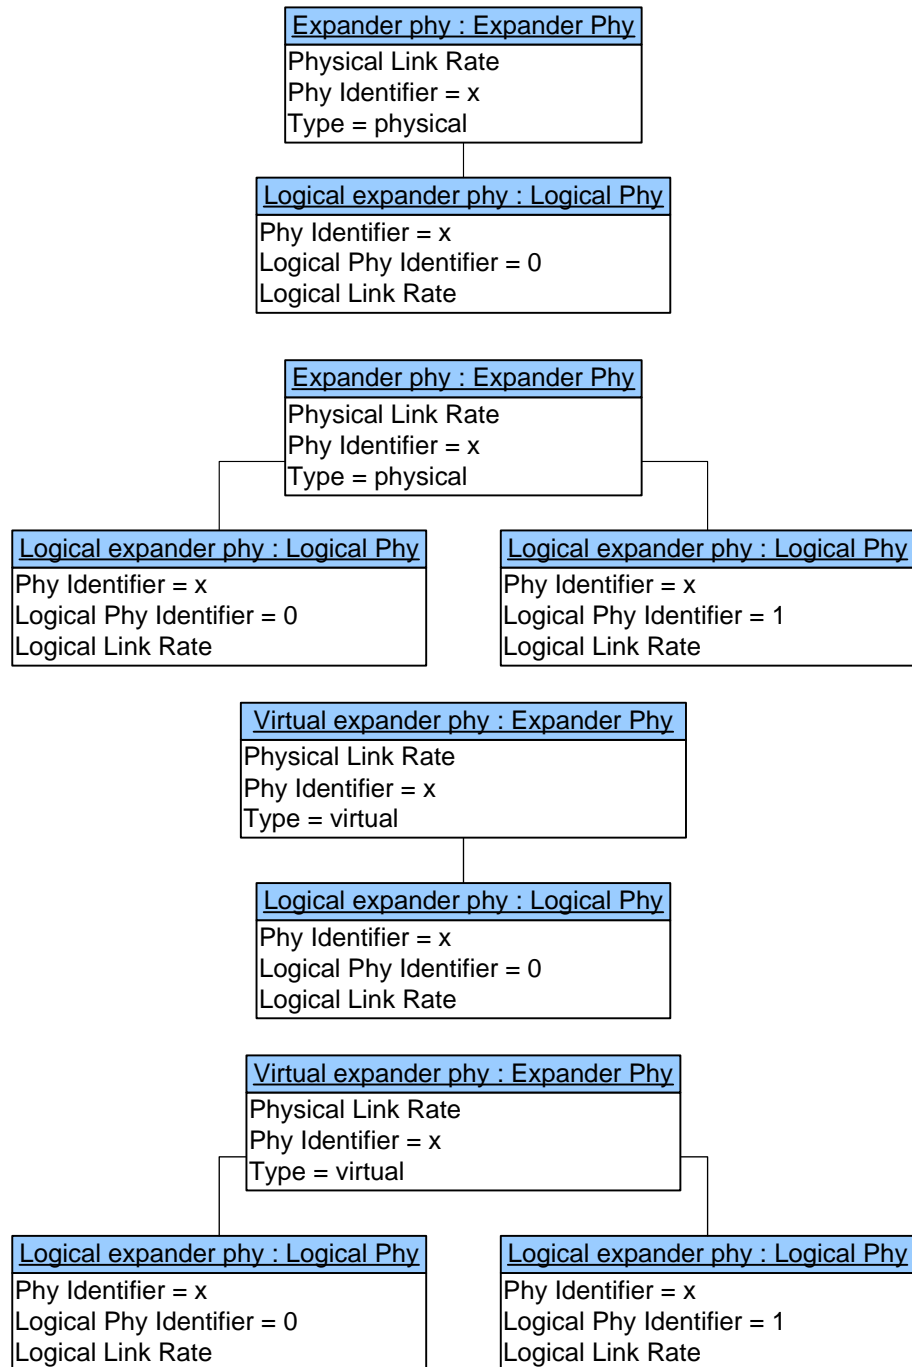 Expander phy : Expander Phy
Physical Link Rate
Phy Identifier = x
Type = physical
Logical expander phy : Logical Phy
Phy Identifier = x
Logical Phy Identifier = 0
Logical Link Rate
Expander phy : Expander Phy
Physical Link Rate
Phy Identifier = x
Type = physical
Logical expander phy : Logical Phy
Phy Identifier = x
Logical Phy Identifier = 0
Logical Link Rate
Logical expander phy : Logical Phy
Phy Identifier = x
Logical Phy Identifier = 1
Logical Link Rate
Virtual expander phy : Expander Phy
Physical Link Rate
Phy Identifier = x
Type = virtual
Logical expander phy : Logical Phy
Phy Identifier = x
Logical Phy Identifier = 0
Logical Link Rate
Virtual expander phy : Expander Phy
Physical Link Rate
Phy Identifier = x
Type = virtual
Logical expander phy : Logical Phy
Phy Identifier = x
Logical Phy Identifier = 0
Logical Link Rate
Logical expander phy : Logical Phy
Phy Identifier = x
Logical Phy Identifier = 1
Logical Link Rate